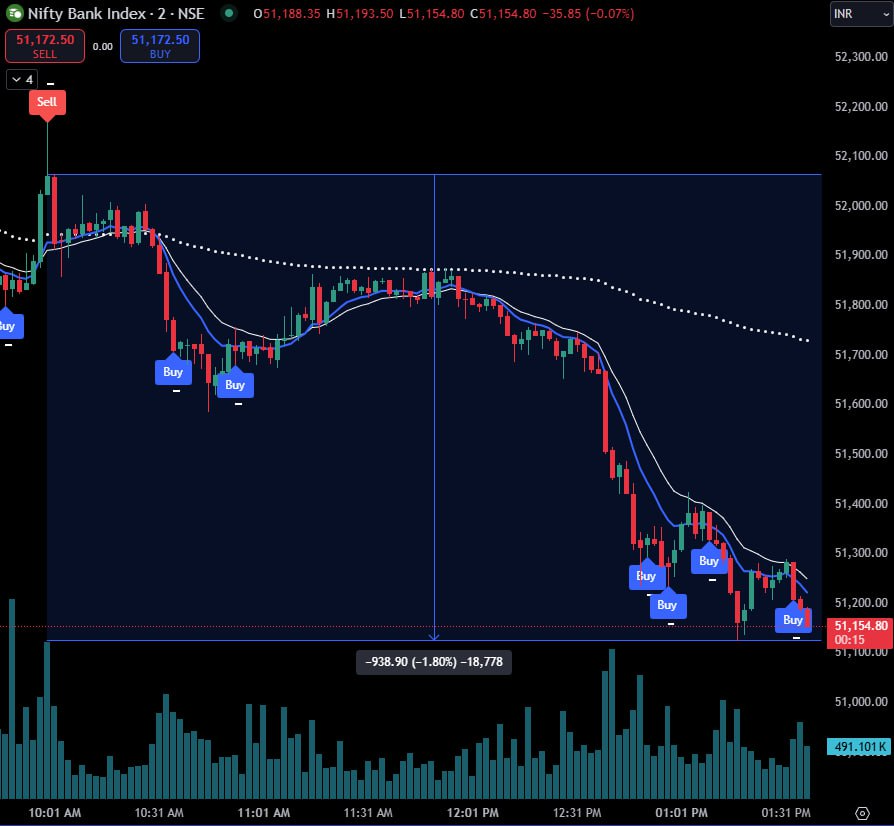 Nifty Bank Index · 2 · NSE O51,188.35 H51,193.50 L51,154.80 C51,154.80 −35.85 (−0.07%)
INR
51,172.50
SELL
0.00
51,172.50
BUY
4
Sell
52,300.00
52,200.00
52,100.00
52,000.00
51,900.00
51,800.00
51,700.00
51,600.00
51,500.00
51,400.00
51,300.00
51,200.00
51,154.80
00:15
51,100.00
51,000.00
491.101K
Buy
Buy
Buy
Buy
Buy
Buy
Buy
−938.90 (−1.80%) −18,778
10:01 AM 10:31 AM 11:01 AM 11:31 AM 12:01 PM 12:31 PM 01:01 PM 01:31 PM